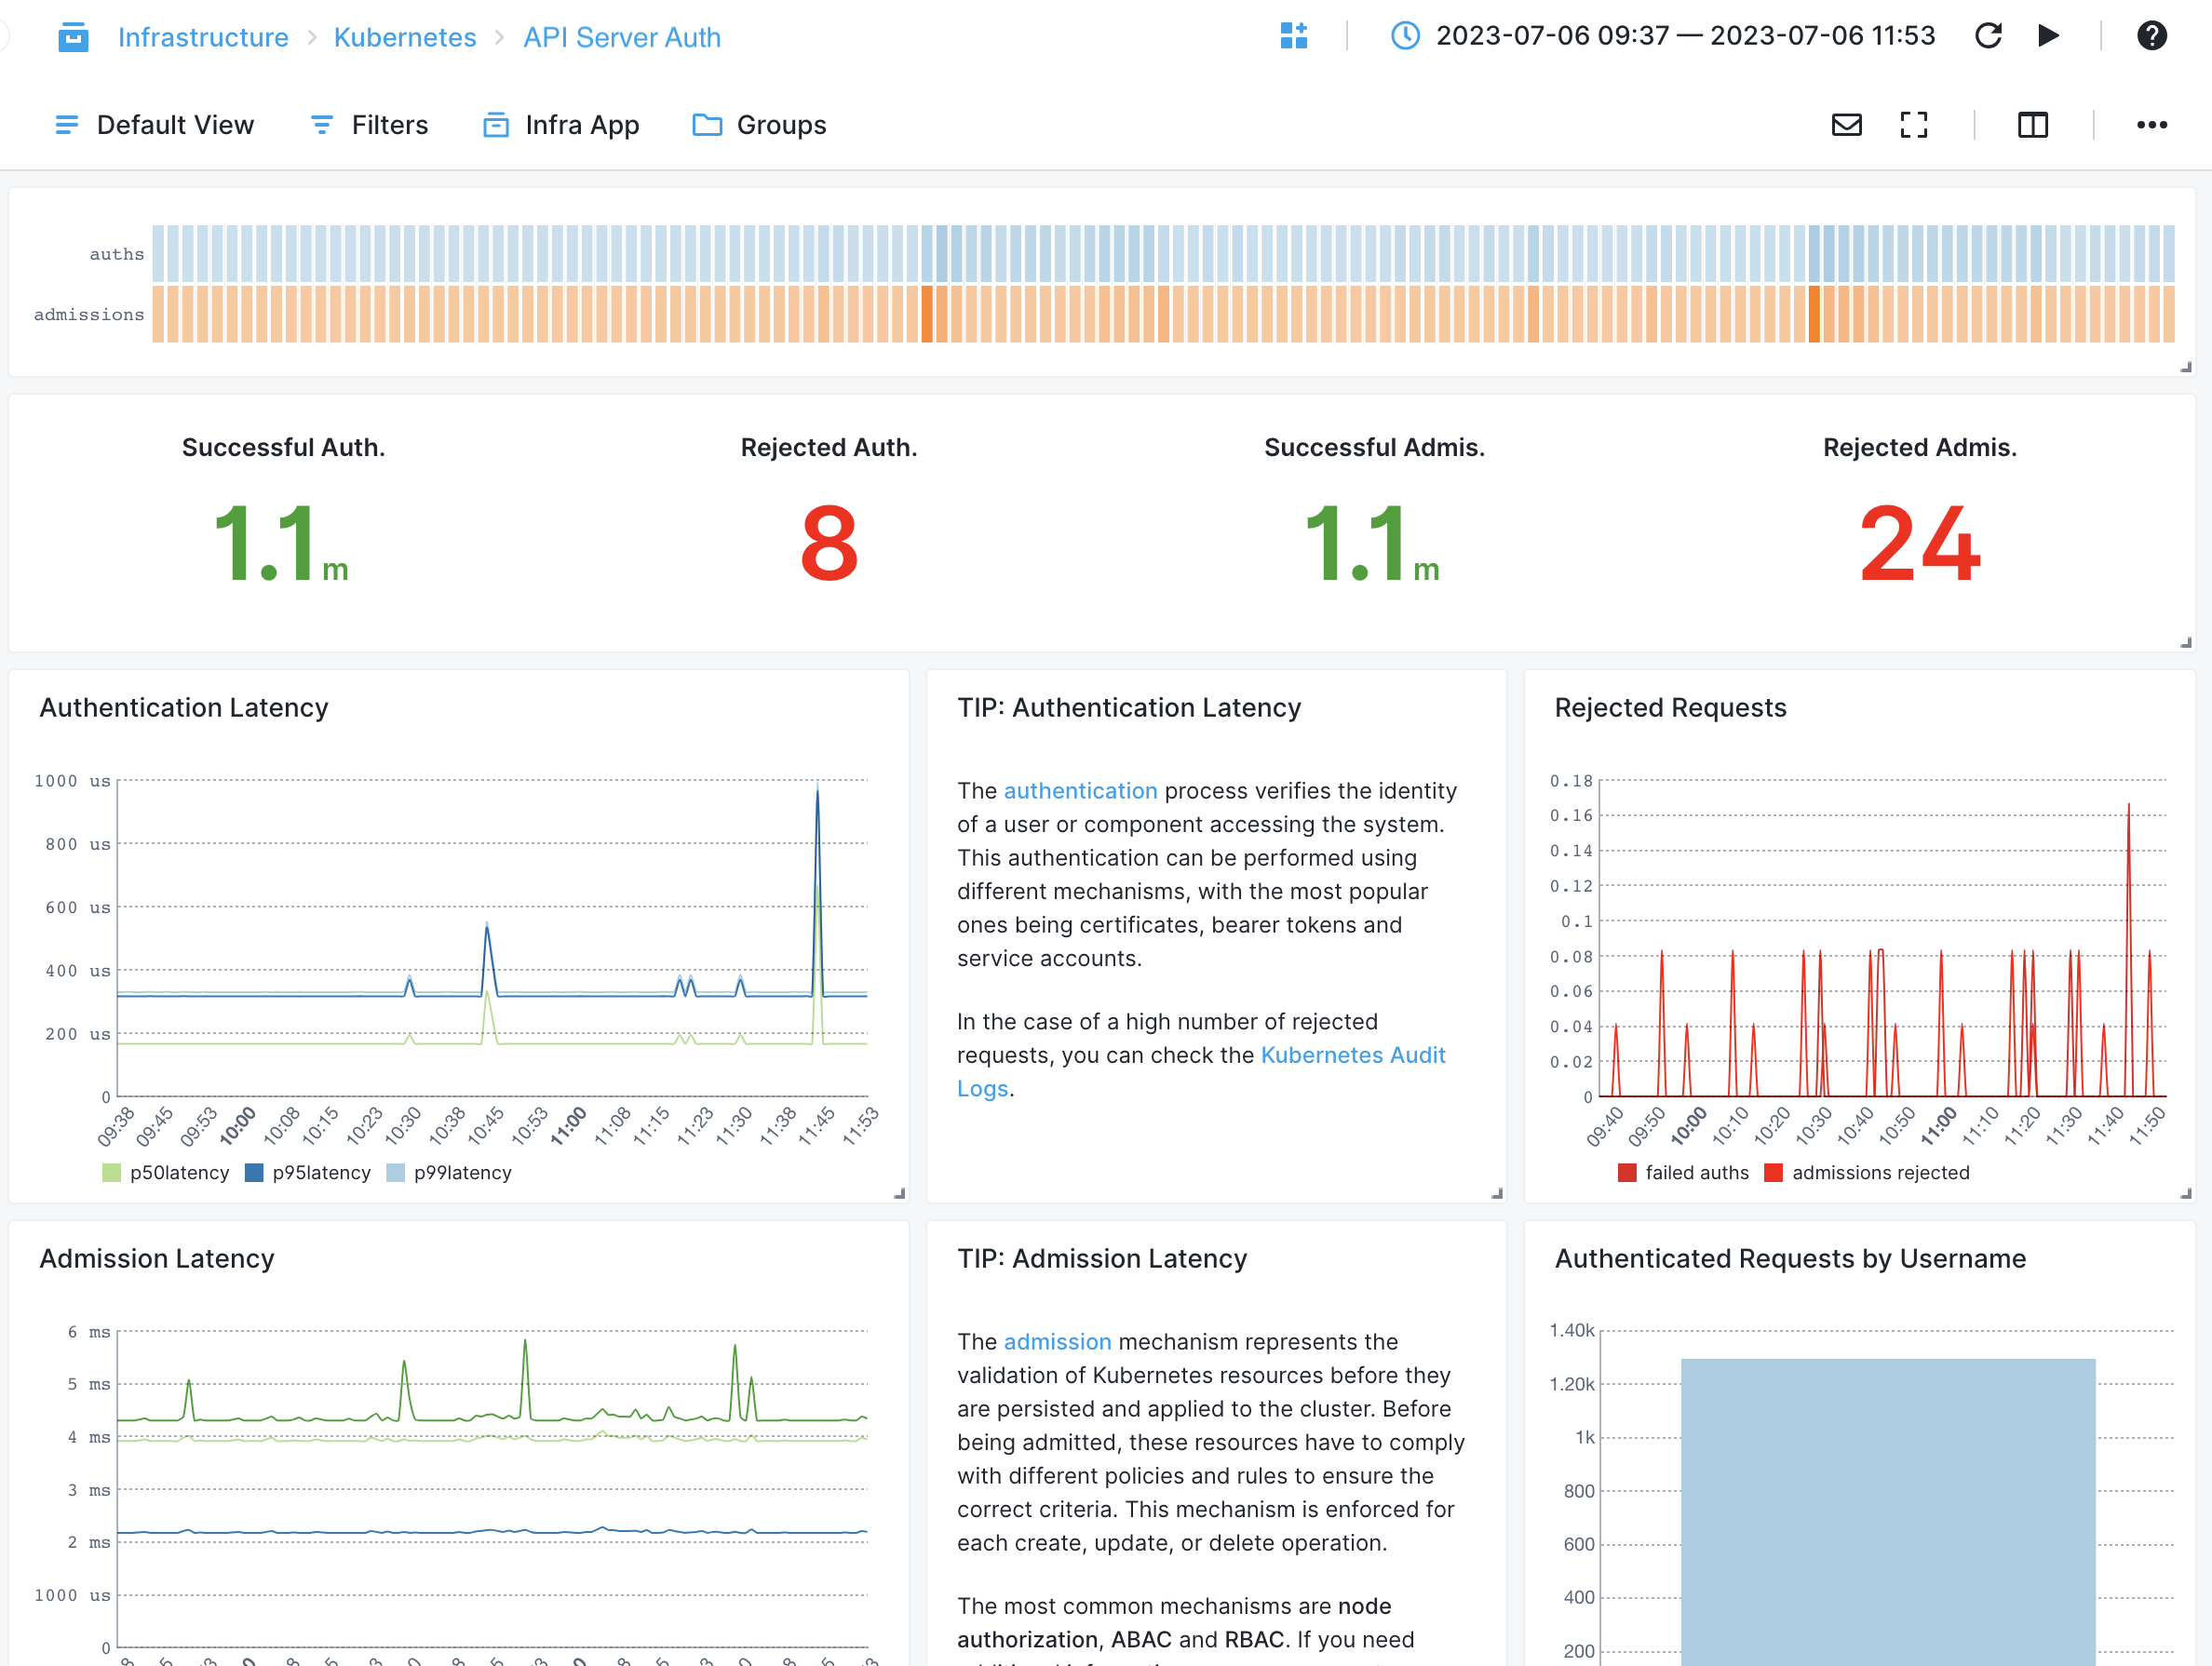 Infrastructure > Kubernetes > API Server Auth
2023-07-06 09:37 — 2023-07-06 11:53
Default View Filters Infra App Groups
auths
admissions
Successful Auth. Rejected Auth. Successful Admis. Rejected Admis.
1.1m 8 1.1m 24
Authentication Latency
1000 us
800 us
600 us
400 us
200 us
0
09:38 09:45 09:53 10:00 10:08 10:15 10:23 10:30 10:38 10:45 10:53 11:00 11:08 11:15 11:23 11:30 11:38 11:45 11:53
p50latency p95latency p99latency
TIP: Authentication Latency
The authentication process verifies the identity
of a user or component accessing the system.
This authentication can be performed using
different mechanisms, with the most popular
ones being certificates, bearer tokens and
service accounts.
In the case of a high number of rejected
requests, you can check the Kubernetes Audit
Logs.
Rejected Requests
0.18
0.16
0.14
0.12
0.1
0.08
0.06
0.04
0.02
0
09:40 09:50 10:00 10:10 10:20 10:30 10:40 10:50 11:00 11:10 11:20 11:30 11:40 11:50
failed auths admissions rejected
Admission Latency
6 ms
5 ms
4 ms
3 ms
2 ms
1000 us
0
TIP: Admission Latency
The admission mechanism represents the
validation of Kubernetes resources before they
are persisted and applied to the cluster. Before
being admitted, these resources have to comply
with different policies and rules to ensure the
correct criteria. This mechanism is enforced for
each create, update, or delete operation.
The most common mechanisms are node
authorization, ABAC and RBAC. If you need
Authenticated Requests by Username
1.40k
1.20k
1k
800
600
400
200